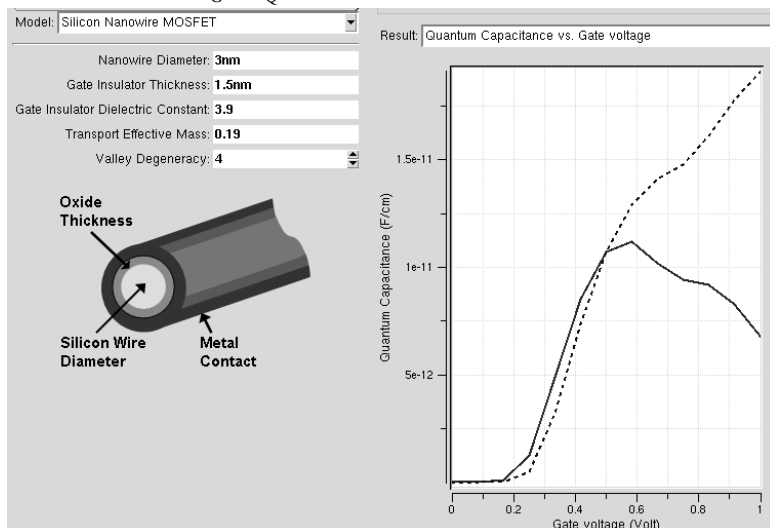 Model: Silicon Nanowire MOSFET
Nanowire Diameter: 3nm
Gate Insulator Thickness: 1.5nm
Gate Insulator Dielectric Constant: 3.9
Transport Effective Mass: 0.19
Valley Degeneracy: 4
Oxide
Thickness
Silicon Wire
Diameter
Metal
Contact
Result: Quantum Capacitance vs. Gate voltage
Quantum Capacitance (F/cm)
1.5e-11
1e-11
5e-12
0 0.2 0.4 0.6 0.8 1
Gate voltage (Volt)